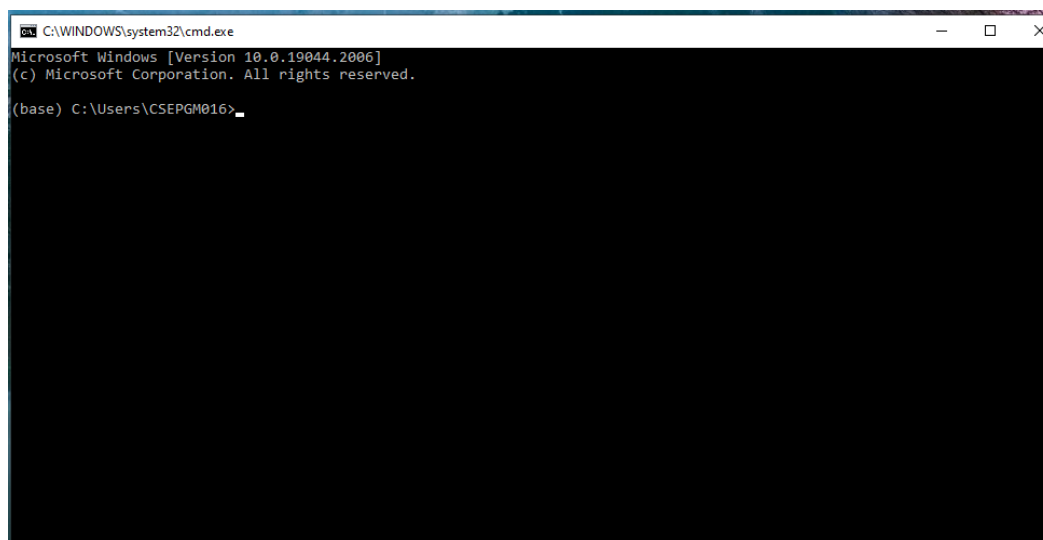 C:\WINDOWS\system32\cmd.exe
Microsoft Windows [Version 10.0.19044.2006]
(c) Microsoft Corporation. All rights reserved.
(base) C:\Users\CSEPGM016>